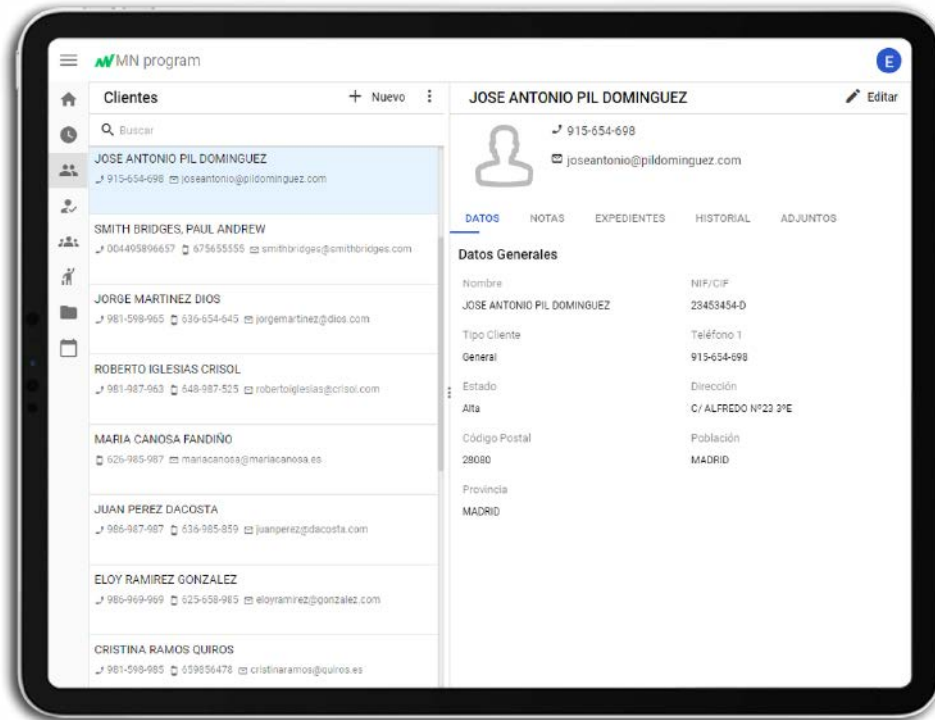 MN program
E
Clientes
+ Nuevo
Buscar
JOSE ANTONIO PIL DOMINGUEZ
915-654-698 joseantonio@pildominguez.com
SMITH BRIDGES, PAUL ANDREW
004495896657 675655555 smithbridges@smithbridges.com
JORGE MARTINEZ DIOS
981-598-965 636-654-645 jorgemartinez@dios.com
ROBERTO IGLESIAS CRISOL
981-987-963 648-987-525 robertoiglesias@crisol.com
MARIA CANOSA FANDIÑO
626-985-987 mariacanosa@mariacanosa.es
JUAN PEREZ DACOSTA
986-987-987 636-985-859 juanperez@dacosta.com
ELOY RAMIREZ GONZALEZ
986-969-969 625-658-985 eloyramirez@gonzalez.com
CRISTINA RAMOS QUIROS
981-598-985 659856478 cristinaramos@quiros.es
JOSE ANTONIO PIL DOMINGUEZ
Editar
915-654-698
joseantonio@pildominguez.com
DATOS NOTAS EXPEDIENTES HISTORIAL ADJUNTOS
Datos Generales
Nombre NIF/CIF
JOSE ANTONIO PIL DOMINGUEZ 23453454-D
Tipo Cliente Teléfono 1
General 915-654-698
Estado Dirección
Alta C/ ALFREDO Nº23 3ºE
Código Postal Población
28080 MADRID
Provincia
MADRID